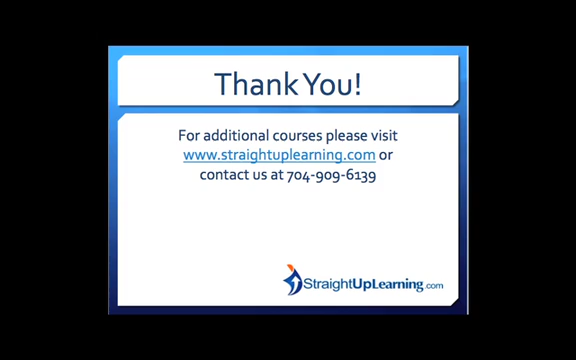 Thank You!
For additional courses please visit
www.straightuplearning.com or
contact us at 704-909-6139
StraightUpLearning.com